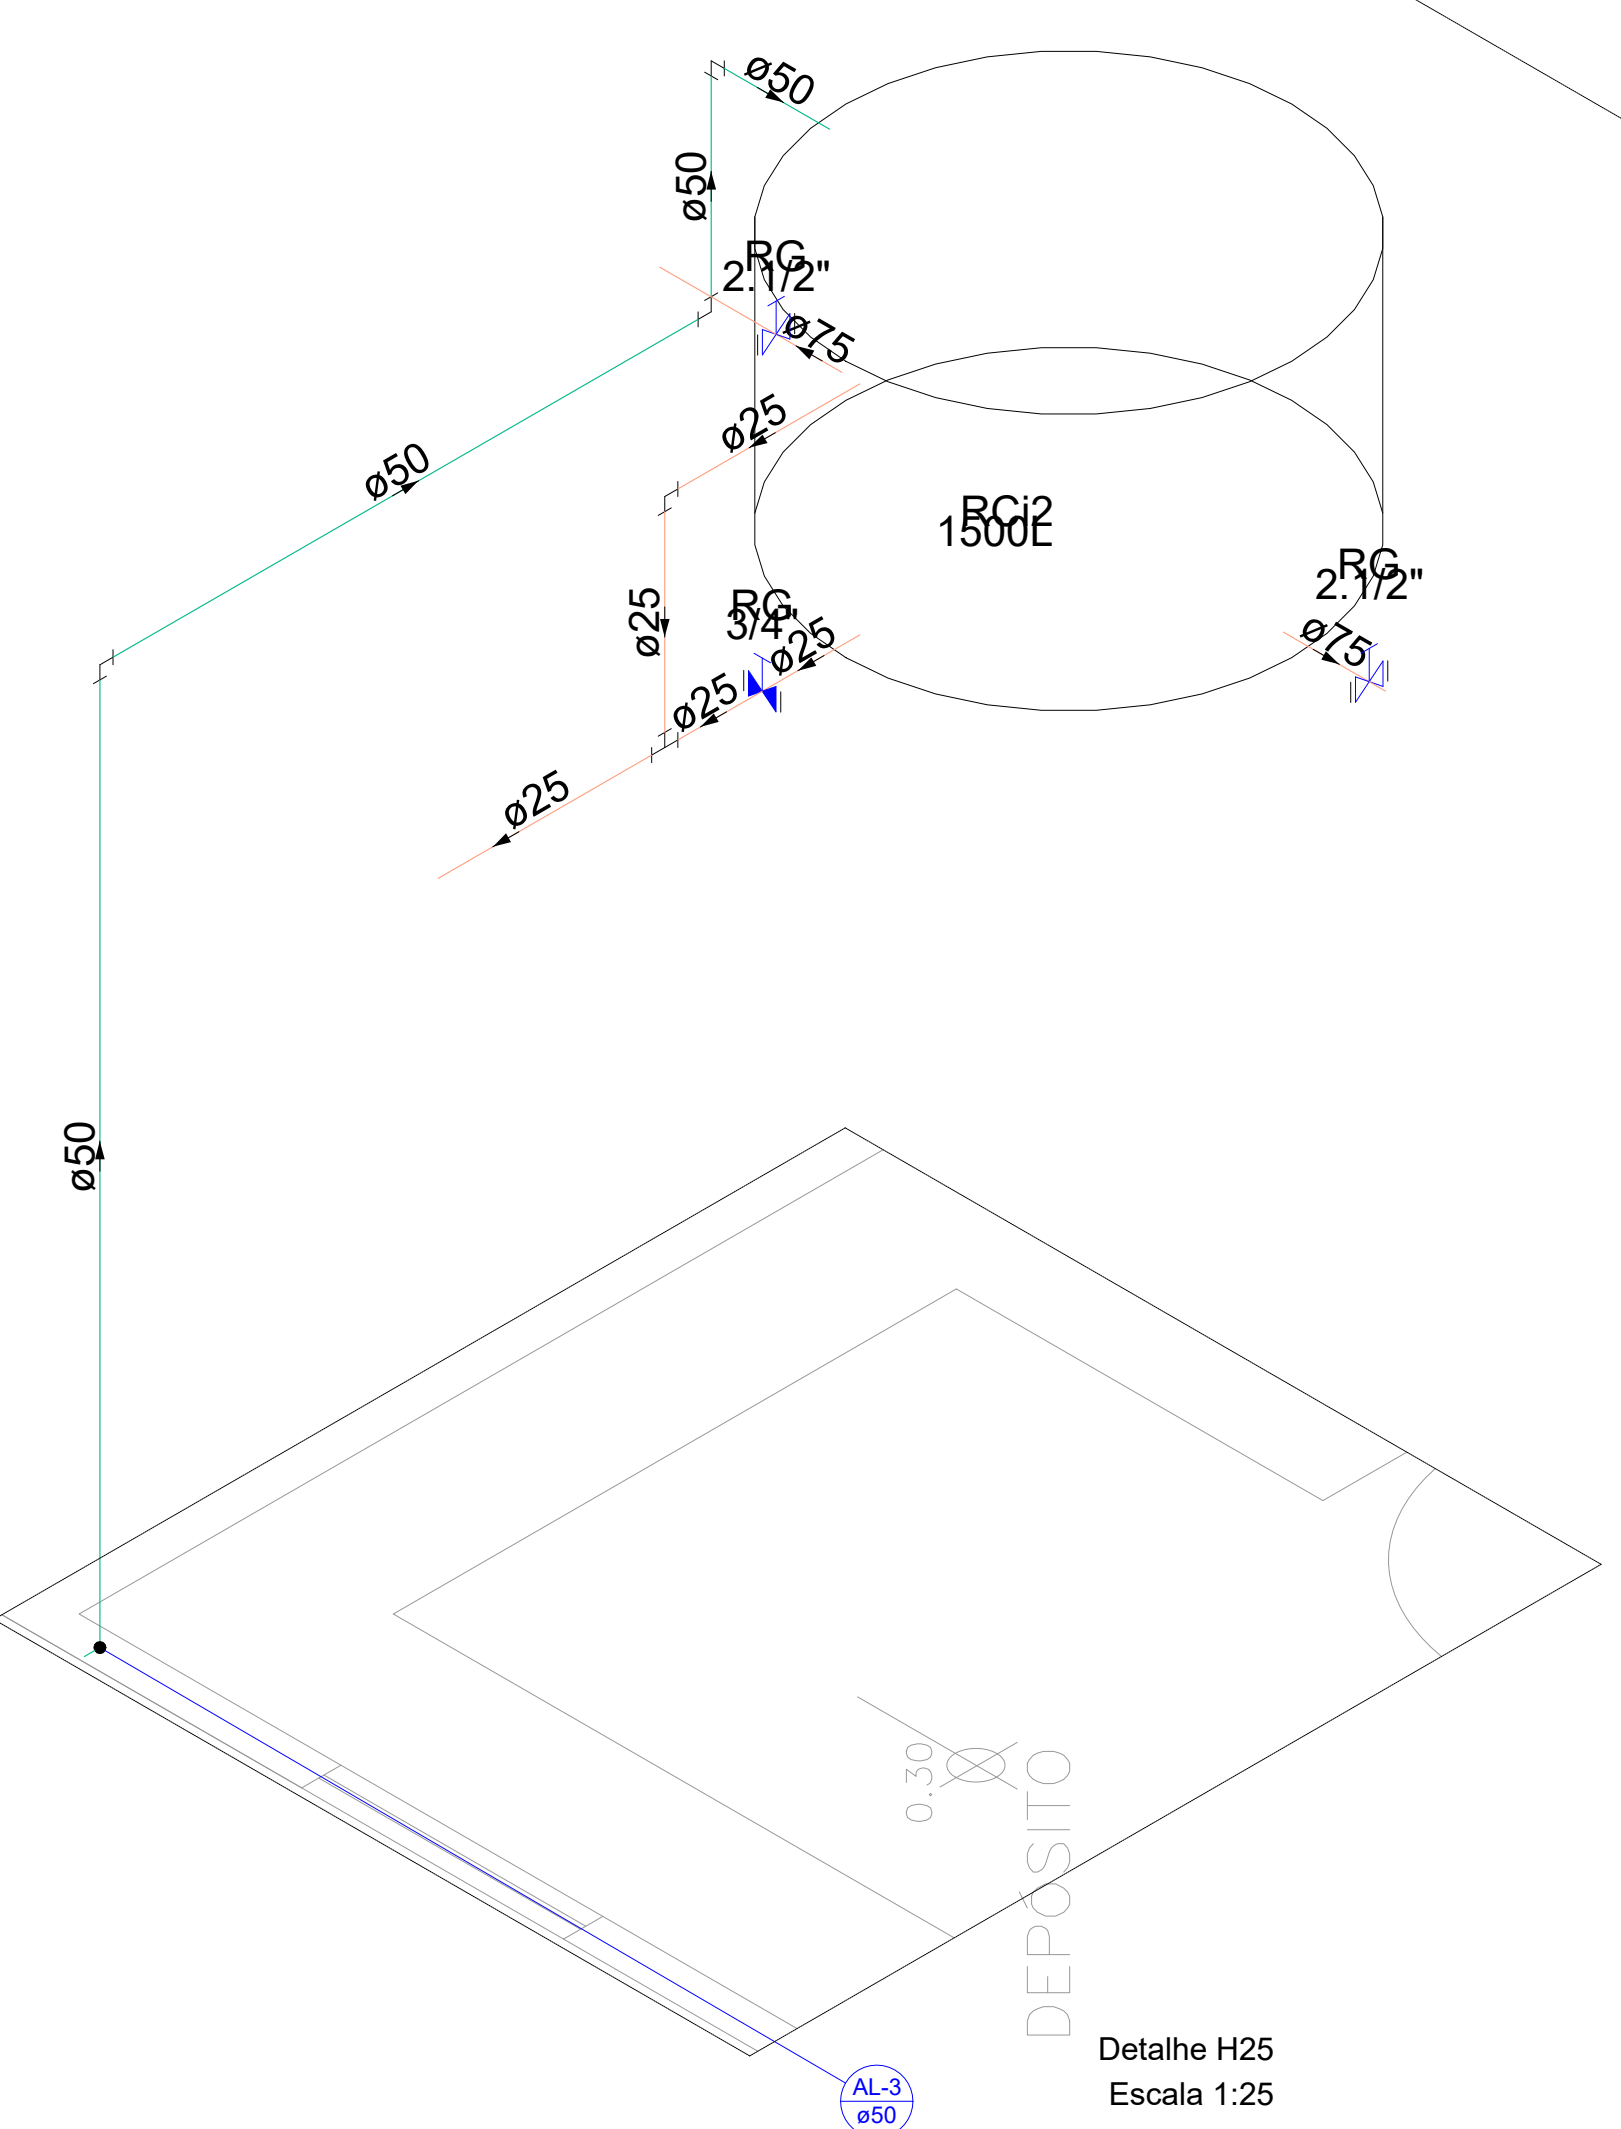 ø50
ø50
RG
2.1/2"
ø75
ø25
ø50
RCi2
1500L
RG
2.1/2"
ø75
ø25
RG
3/4"
ø25
ø25
ø25
ø50
0.30
DEPÓSITO
Detalhe H25
Escala 1:25
AL-3
ø50